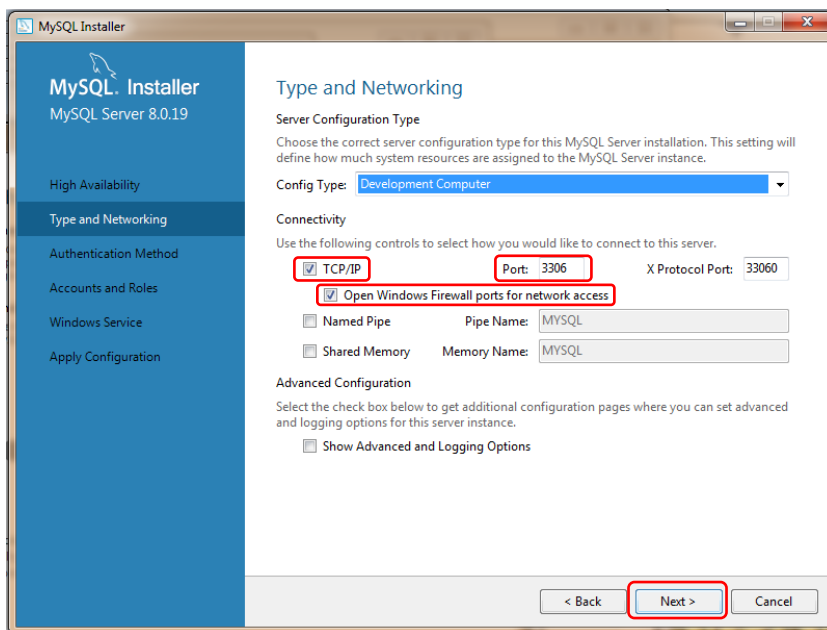 MySQL Installer
MySQL. Installer
MySQL Server 8.0.19
High Availability
Type and Networking
Authentication Method
Accounts and Roles
Windows Service
Apply Configuration
Type and Networking
Server Configuration Type
Choose the correct server configuration type for this MySQL Server installation. This setting will
define how much system resources are assigned to the MySQL Server instance.
Config Type: Development Computer
Connectivity
Use the following controls to select how you would like to connect to this server.
TCP/IP Port: 3306 X Protocol Port: 33060
Open Windows Firewall ports for network access
Named Pipe Pipe Name: MYSQL
Shared Memory Memory Name: MYSQL
Advanced Configuration
Select the check box below to get additional configuration pages where you can set advanced
and logging options for this server instance.
Show Advanced and Logging Options
< Back Next > Cancel